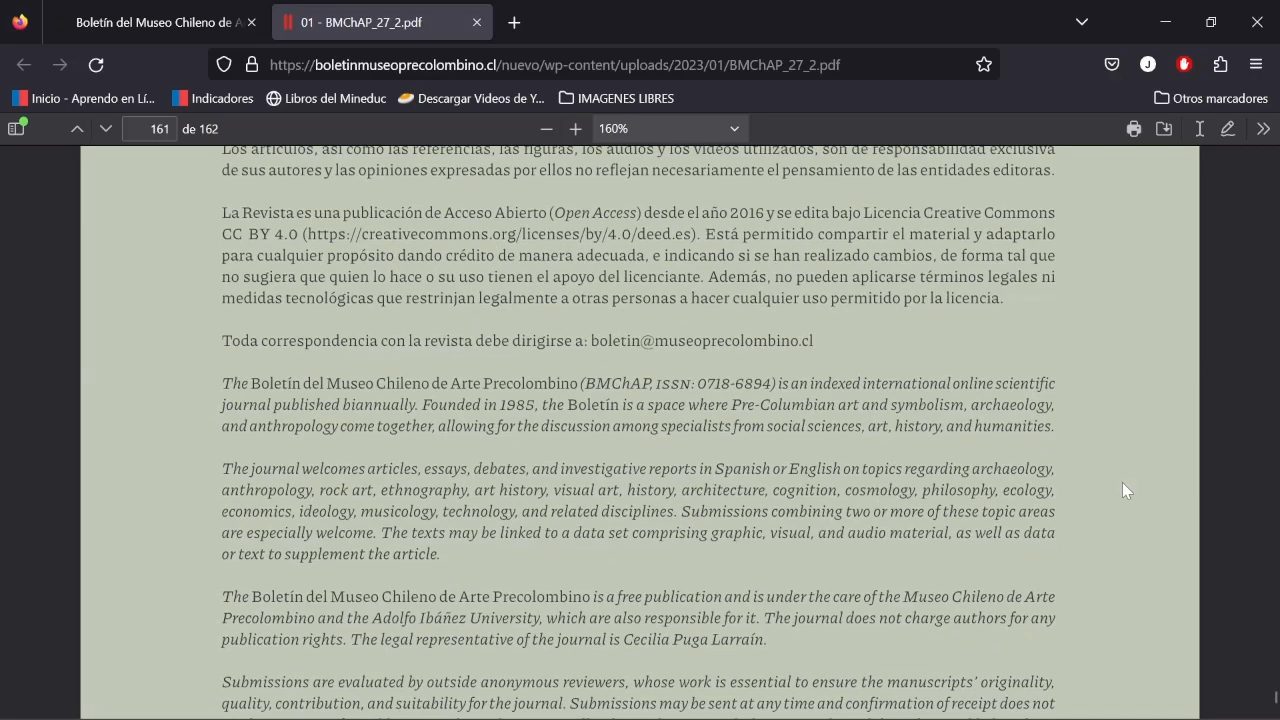 Boletín del Museo Chileno de A
01 - BMChAP_27_2.pdf
https://boletinmuseoprecolombino.cl/nuevo/wp-content/uploads/2023/01/BMChAP_27_2.pdf
J
Inicio - Aprendo en Lí... Indicadores Libros del Mineduc Descargar Videos de Y... IMAGENES LIBRES Otros marcadores
161 de 162 160%
Los artículos, así como las referencias, las figuras, los audios y los videos utilizados, son de responsabilidad exclusiva
de sus autores y las opiniones expresadas por ellos no reflejan necesariamente el pensamiento de las entidades editoras.
La Revista es una publicación de Acceso Abierto (Open Access) desde el año 2016 y se edita bajo Licencia Creative Commons
CC BY 4.0 (https://creativecommons.org/licenses/by/4.0/deed.es). Está permitido compartir el material y adaptarlo
para cualquier propósito dando crédito de manera adecuada, e indicando si se han realizado cambios, de forma tal que
no sugiera que quien lo hace o su uso tienen el apoyo del licenciante. Además, no pueden aplicarse términos legales ni
medidas tecnológicas que restrinjan legalmente a otras personas a hacer cualquier uso permitido por la licencia.
Toda correspondencia con la revista debe dirigirse a: boletin@museoprecolombino.cl
The Boletín del Museo Chileno de Arte Precolombino (BMChAP, ISSN: 0718-6894) is an indexed international online scientific
journal published biannually. Founded in 1985, the Boletín is a space where Pre-Columbian art and symbolism, archaeology,
and anthropology come together, allowing for the discussion among specialists from social sciences, art, history, and humanities.
The journal welcomes articles, essays, debates, and investigative reports in Spanish or English on topics regarding archaeology,
anthropology, rock art, ethnography, art history, visual art, history, architecture, cognition, cosmology, philosophy, ecology,
economics, ideology, musicology, technology, and related disciplines. Submissions combining two or more of these topic areas
are especially welcome. The texts may be linked to a data set comprising graphic, visual, and audio material, as well as data
or text to supplement the article.
The Boletín del Museo Chileno de Arte Precolombino is a free publication and is under the care of the Museo Chileno de Arte
Precolombino and the Adolfo Ibáñez University, which are also responsible for it. The journal does not charge authors for any
publication rights. The legal representative of the journal is Cecilia Puga Larraín.
Submissions are evaluated by outside anonymous reviewers, whose work is essential to ensure the manuscripts' originality,
quality, contribution, and suitability for the journal. Submissions may be sent at any time and confirmation of receipt does not